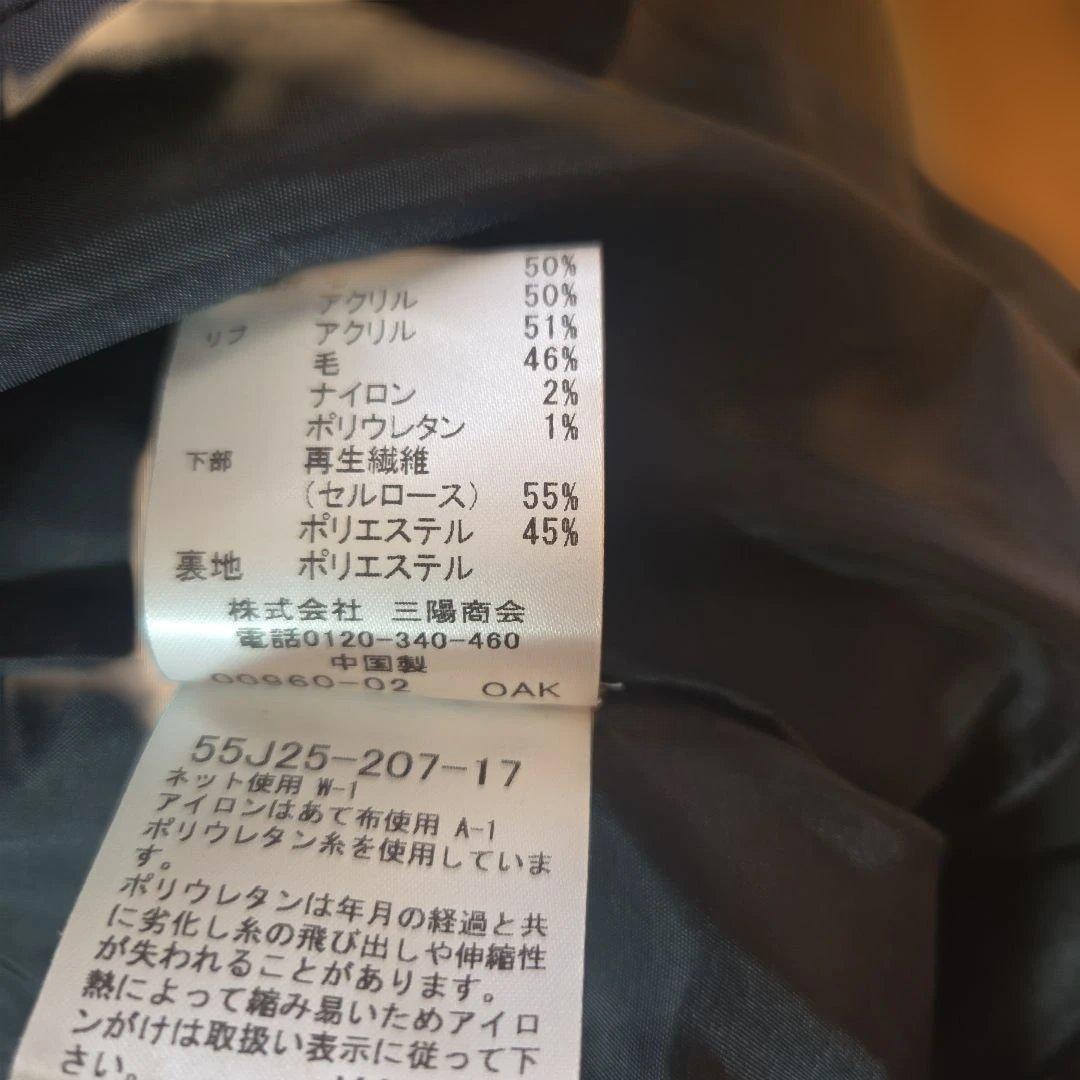 50%
アクリル 50%
リブ アクリル 51%
毛 46%
ナイロン 2%
ポリウレタン 1%
下部 再生繊維
(セルロース) 55%
ポリエステル 45%
裏地 ポリエステル
株式会社 三陽商会
電話0120-340-460
中国製
00960-02 OAK
55J25-207-17
ネット使用 W-1
アイロンはあて布使用 A-1
ポリウレタン糸を使用していま
す。
ポリウレタンは年月の経過と共
に劣化し糸の飛び出しや伸縮性
が失われることがあります。
熱によって縮み易いためアイロ
ンがけは取扱い表示に従って下
さい。